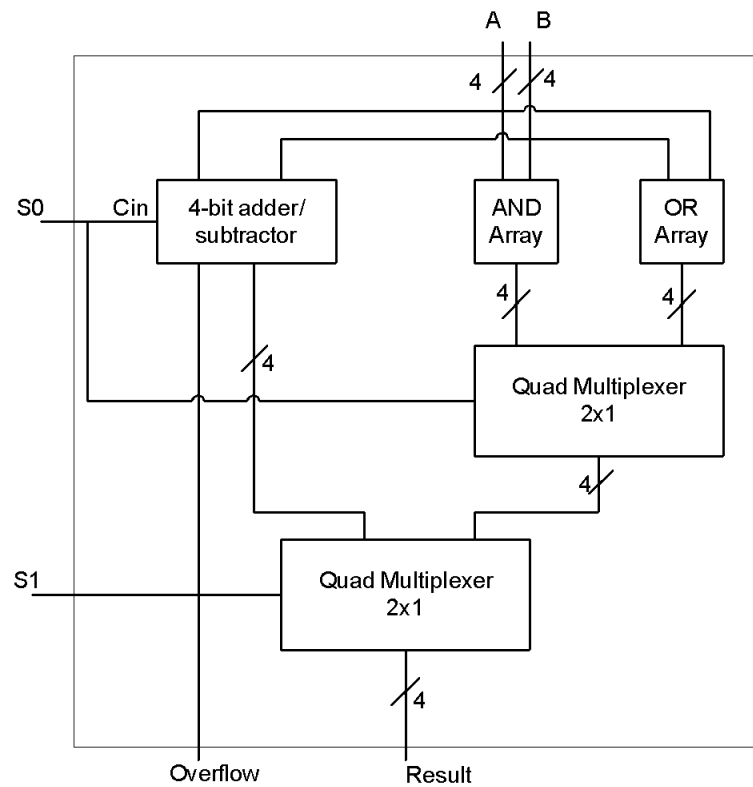 A B
4 4
S0 Cin
4-bit adder/
subtractor
AND
Array
OR
Array
4 4
4
Quad Multiplexer
2x1
4
S1
Quad Multiplexer
2x1
4
Overflow Result